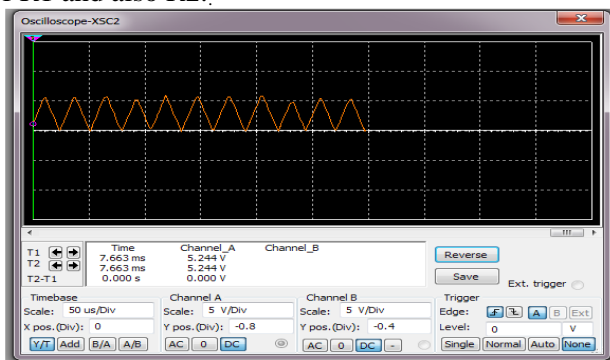 Oscilloscope-XSC2
Time Channel_A Channel_B
T1 7.663 ms 5.244 V
T2 7.663 ms 5.244 V
T2-T1 0.000 s 0.000 V
Reverse
Save
Ext. trigger
Timebase
Scale: 50 us/Div
X pos.(Div): 0
Y/T Add B/A A/B
Channel A
Scale: 5 V/Div
Y pos.(Div): -0.8
AC 0 DC
Channel B
Scale: 5 V/Div
Y pos.(Div): -0.4
AC 0 DC -
Trigger
Edge: A B Ext
Level: 0 V
Single Normal Auto None